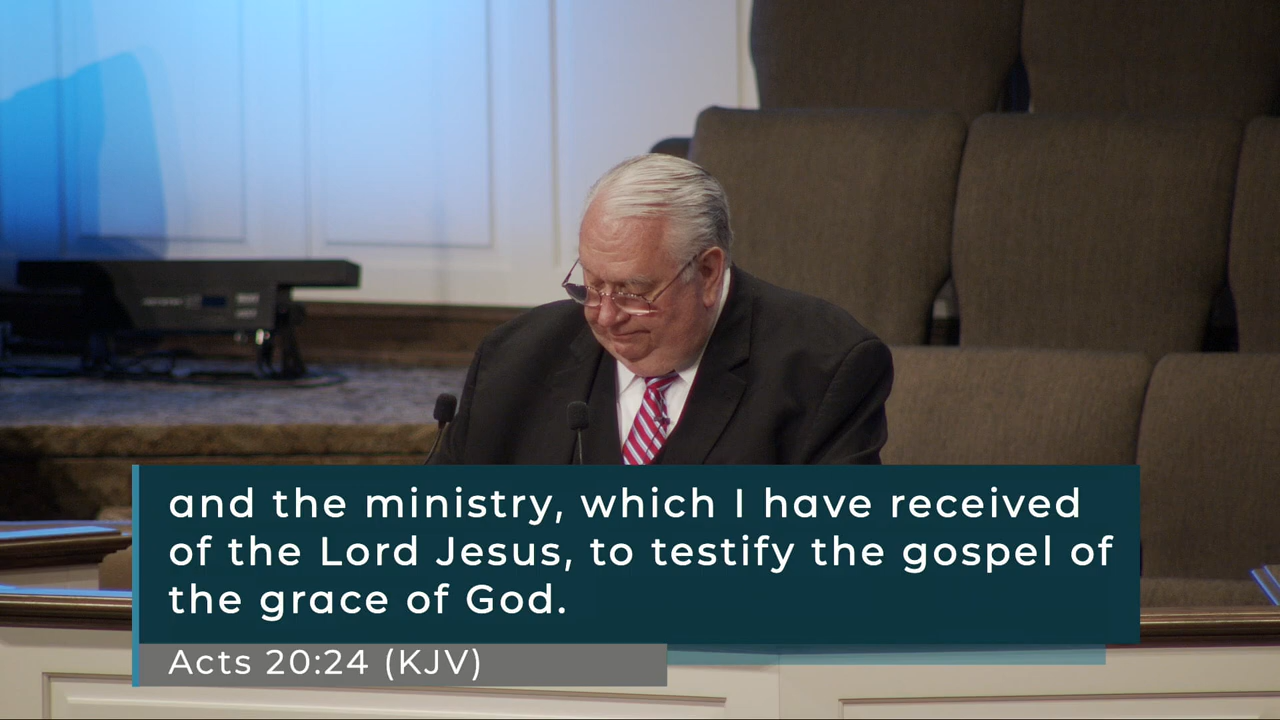 and the ministry, which I have received
of the Lord Jesus, to testify the gospel of
the grace of God.
Acts 20:24 (KJV)